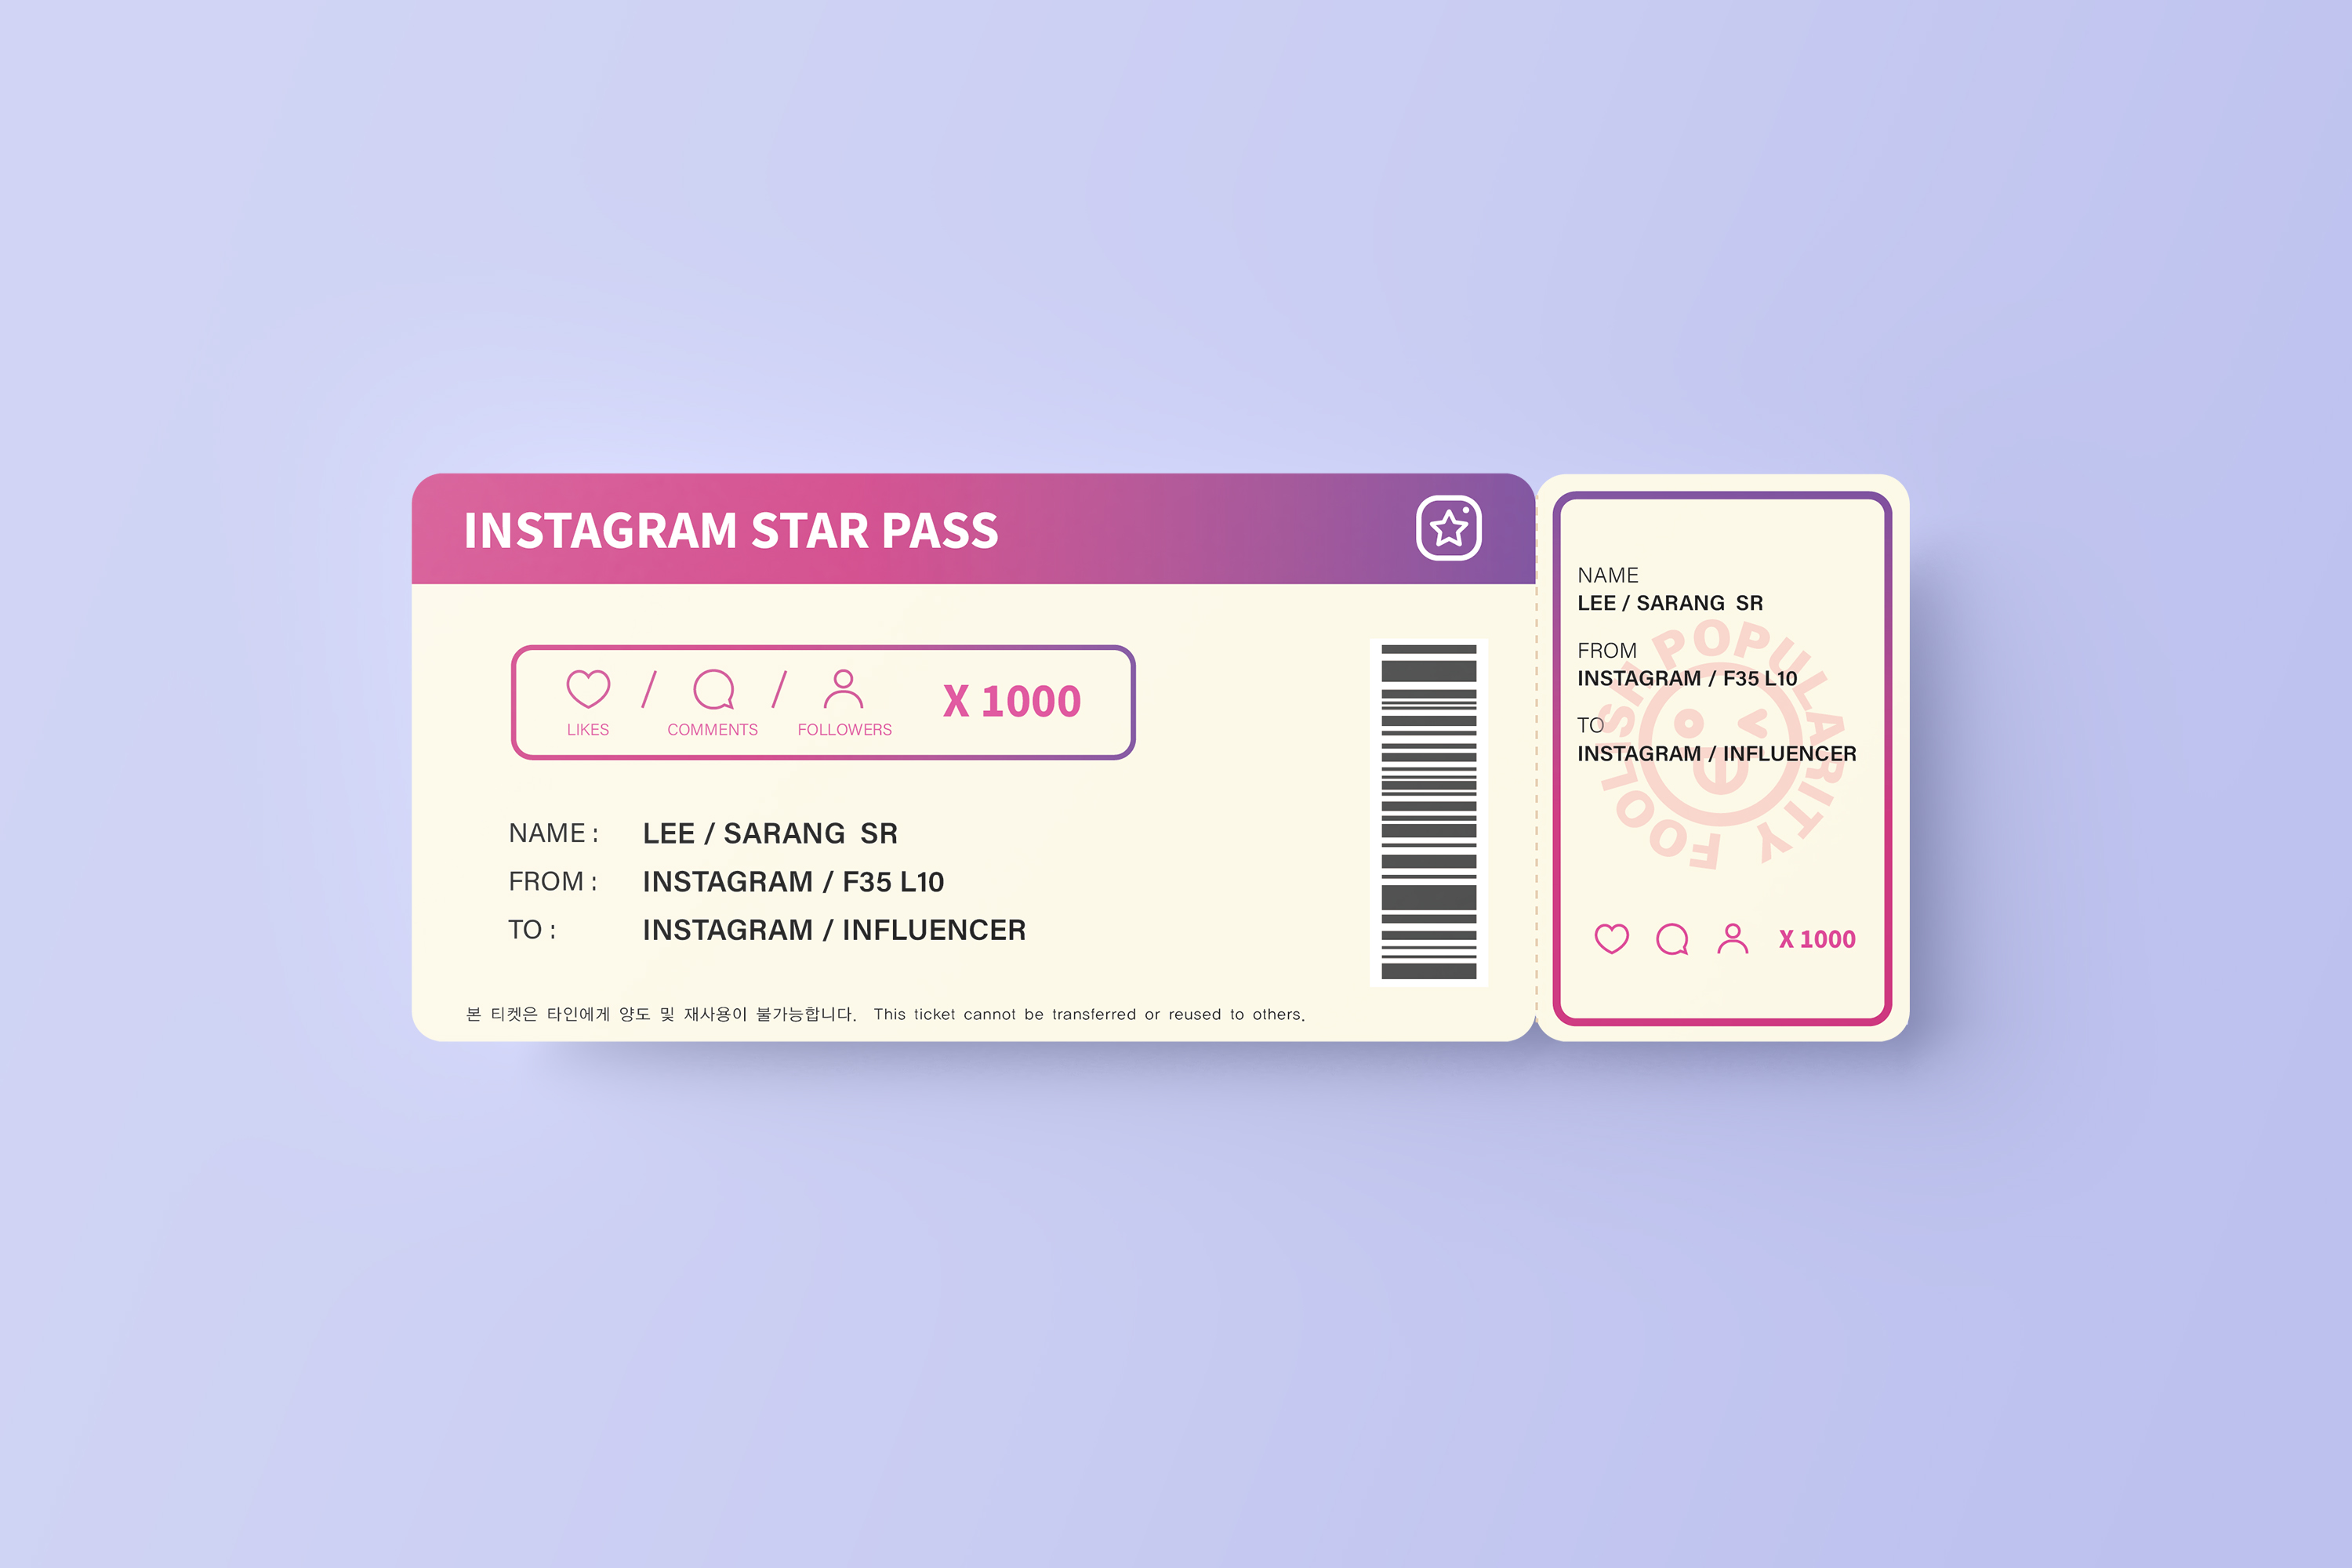 INSTAGRAM STAR PASS
LIKES / COMMENTS / FOLLOWERS X 1000
NAME : LEE / SARANG SR
FROM : INSTAGRAM / F35 L10
TO : INSTAGRAM / INFLUENCER
본 티켓은 타인에게 양도 및 재사용이 불가능합니다. This ticket cannot be transferred or reused to others.
NAME
LEE / SARANG SR
FROM
INSTAGRAM / F35 L10
TO
INSTAGRAM / INFLUENCER
FOOLISH POPULARITY
X 1000